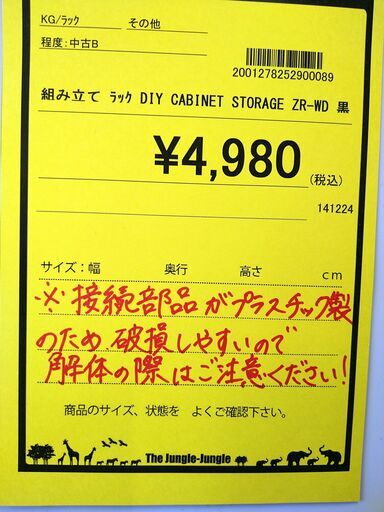 KG/ラック その他
程度:中古B
2001278252900089
組み立て ラック DIY CABINET STORAGE ZR-WD 黒
¥4,980(税込)
141224
サイズ:幅 奥行 高さ cm
※接続部品がプラスチック製
のため破損しやすいので
解体の際はご注意ください!
商品のサイズ、状態を よくご確認下さい。
The Jungle-Jungle